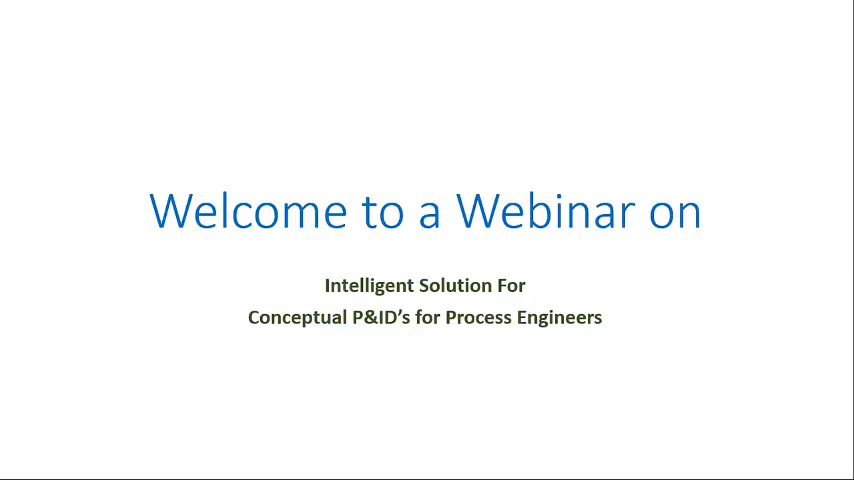 Welcome to a Webinar on
Intelligent Solution For
Conceptual P&ID’s for Process Engineers